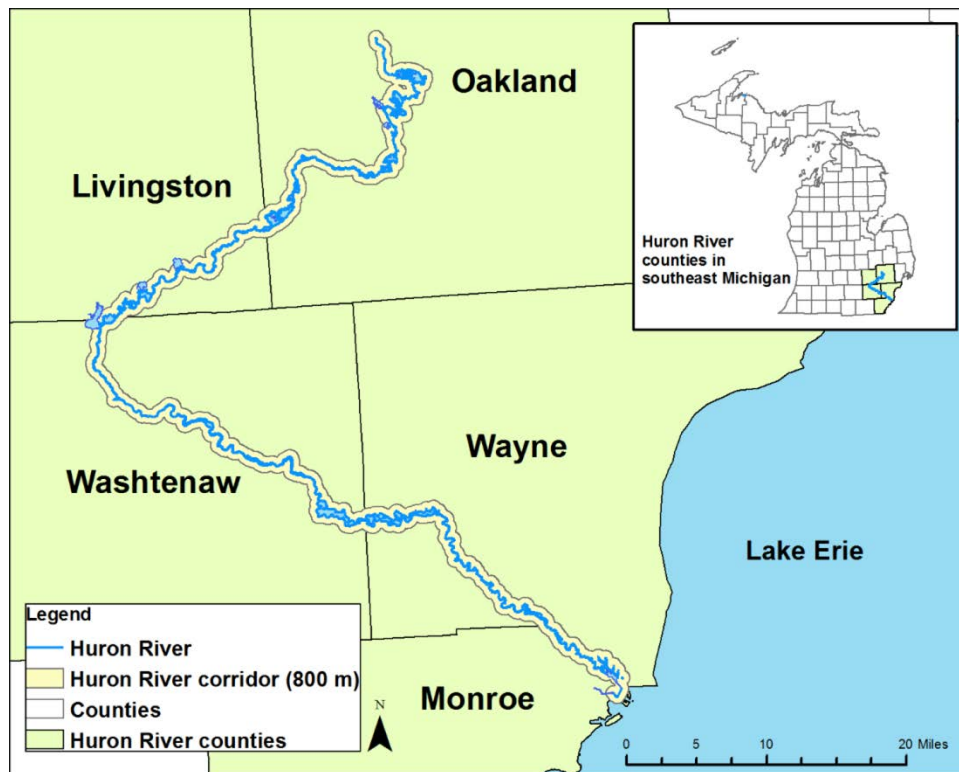 Oakland
Livingston
Huron River
counties in
southeast Michigan
Wayne
Washtenaw
Lake Erie
Legend
Huron River
Huron River corridor (800 m)
Counties
Huron River counties
Monroe
N
0 5 10 20 Miles